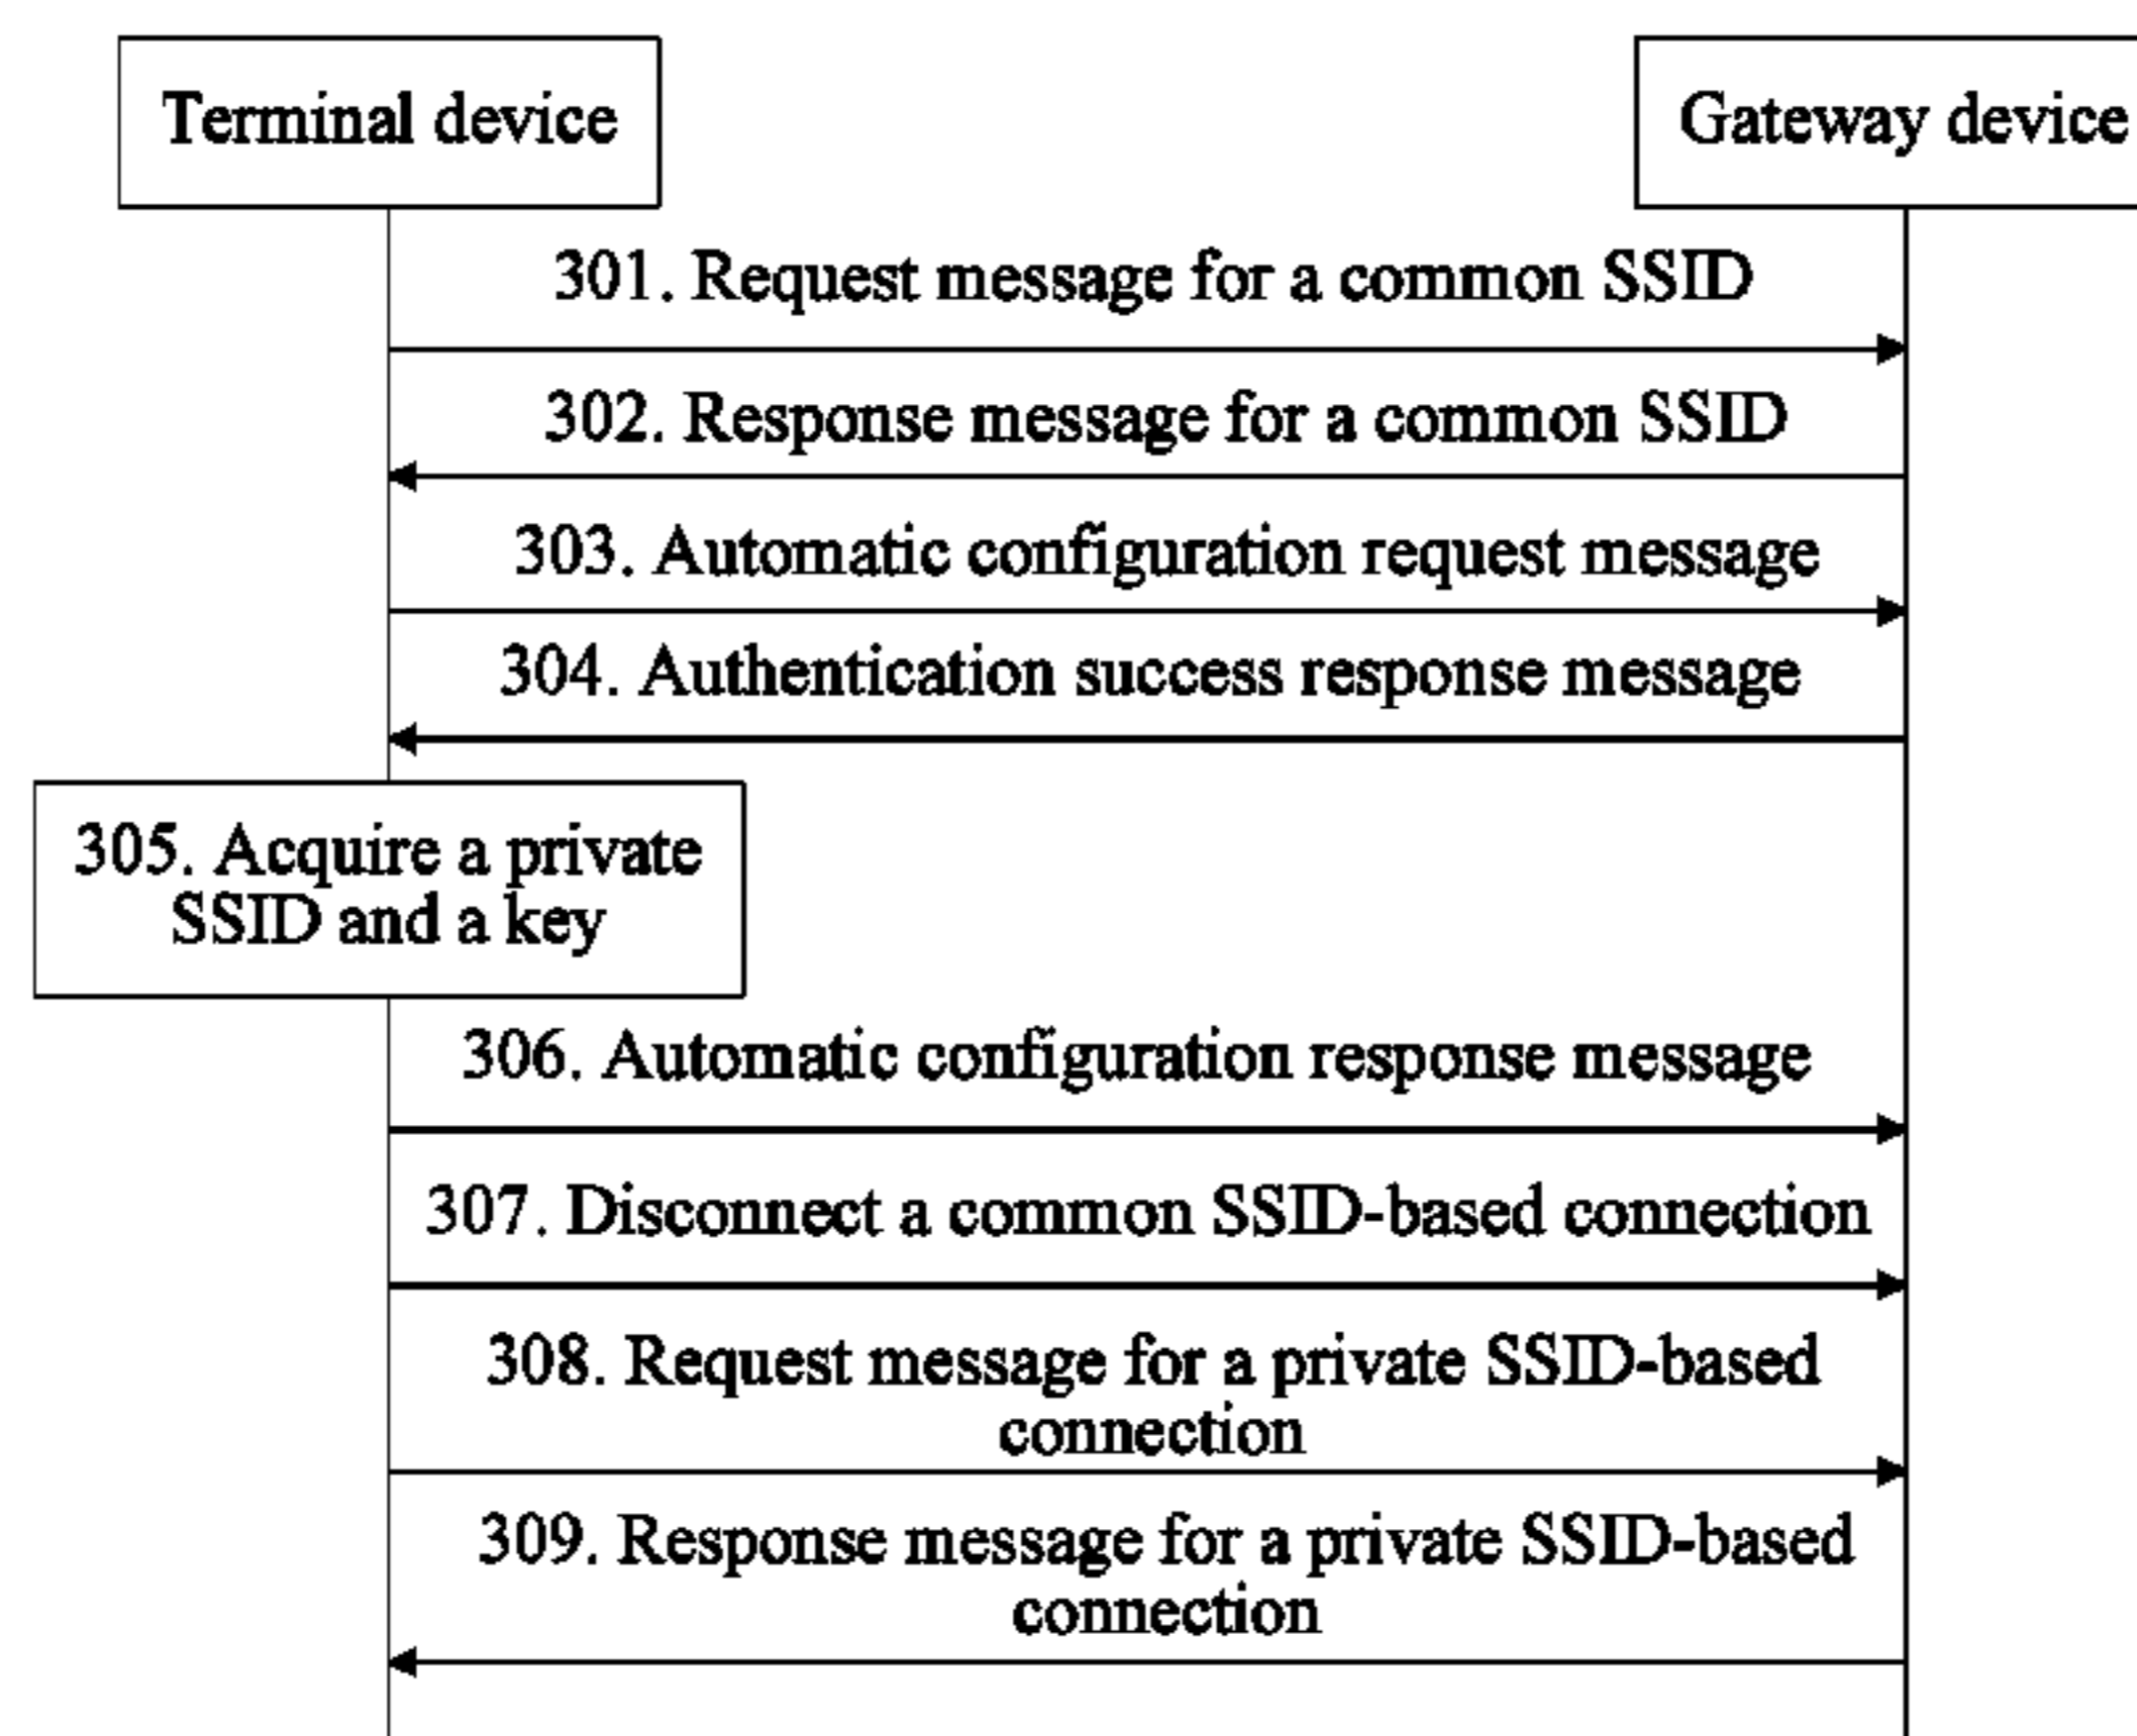 Terminal device
Gateway device
301. Request message for a common SSID
302. Response message for a common SSID
303. Automatic configuration request message
304. Authentication success response message
305. Acquire a private
SSID and a key
306. Automatic configuration response message
307. Disconnect a common SSID-based connection
308. Request message for a private SSID-based
connection
309. Response message for a private SSID-based
connection